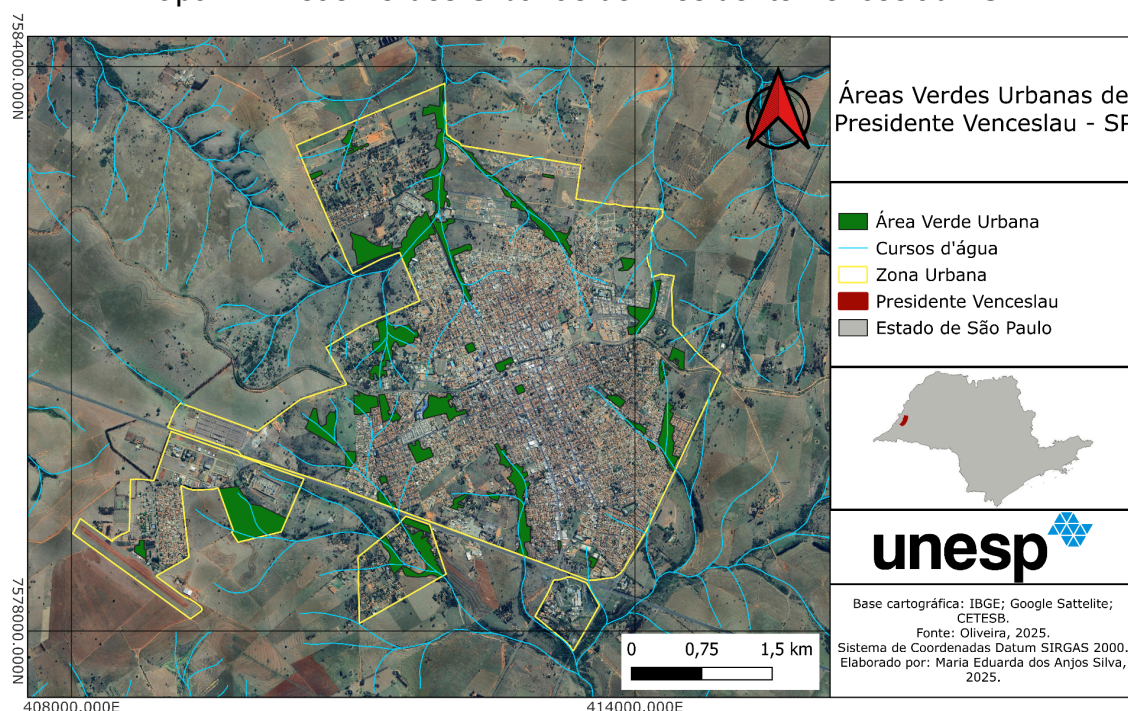 7584000.000N
7578000.000N
408000.000E
414000.000E
0 0,75 1,5 km
Áreas Verdes Urbanas de
Presidente Venceslau - SP
Área Verde Urbana
Cursos d'água
Zona Urbana
Presidente Venceslau
Estado de São Paulo
unesp
Base cartográfica: IBGE; Google Sattelite;
CETESB.
Fonte: Oliveira, 2025.
Sistema de Coordenadas Datum SIRGAS 2000.
Elaborado por: Maria Eduarda dos Anjos Silva,
2025.